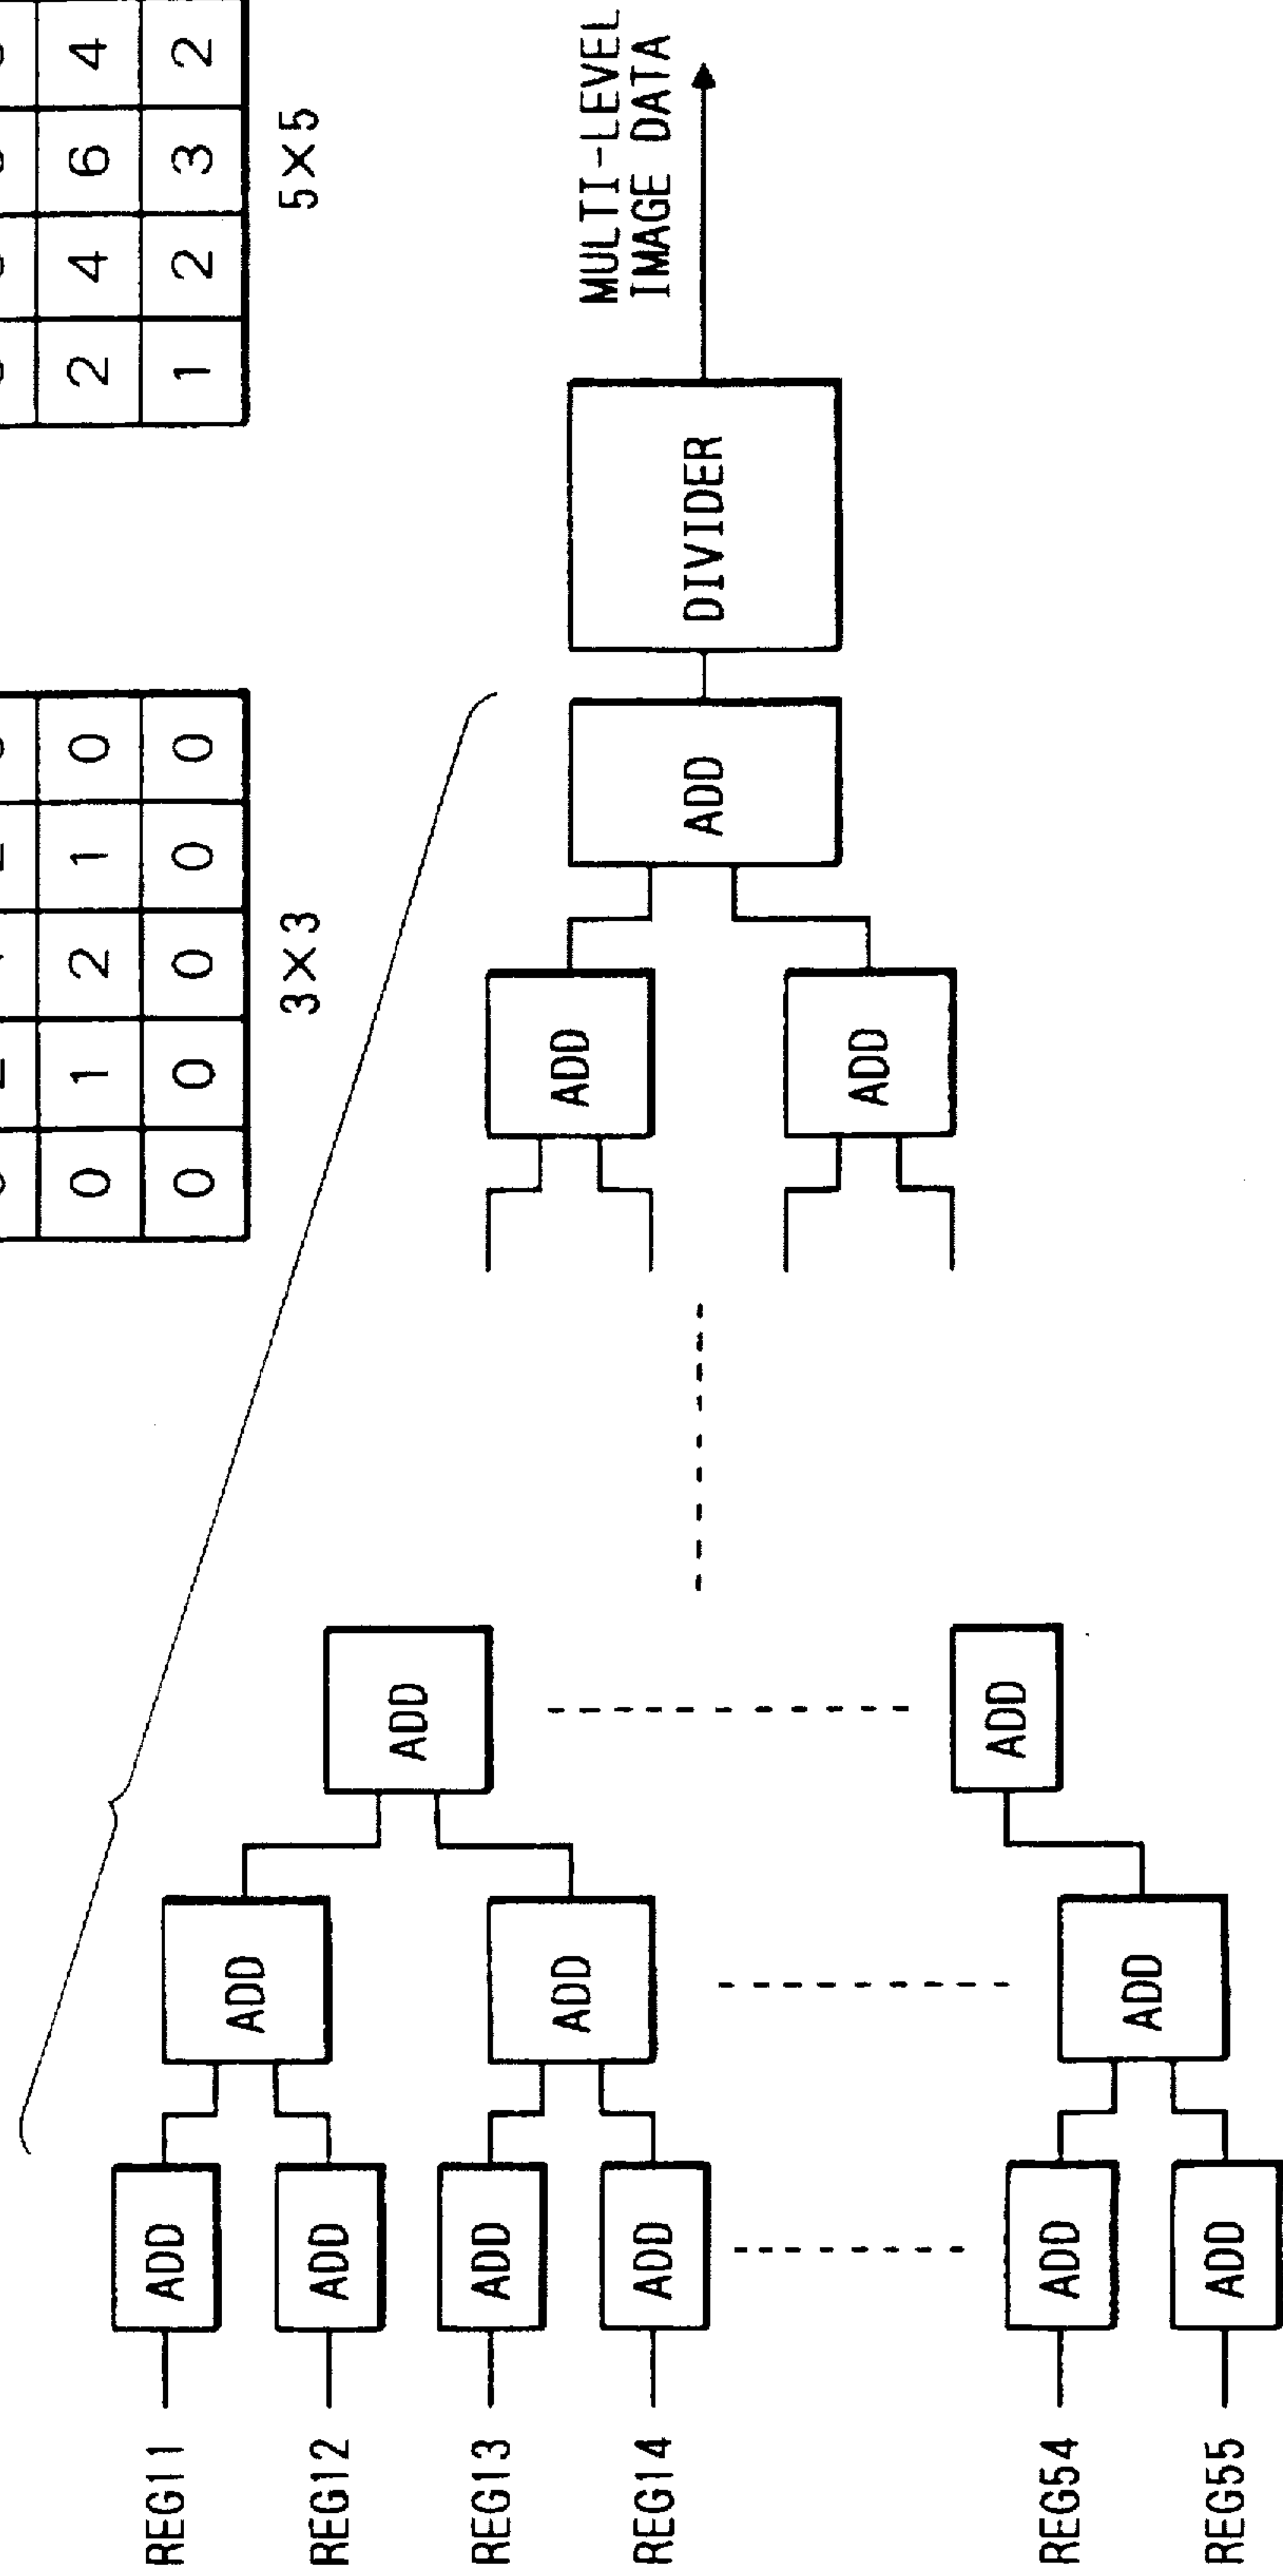 0 1 2 1 0
0 0 0 0 0
3×3
2 4 6 4
1 2 3 2
5×5
REG11
REG12
REG13
REG14
REG54
REG55
ADD
ADD
ADD
ADD
ADD
ADD
ADD
ADD
ADD
ADD
ADD
ADD
ADD
ADD
DIVIDER
MULTI-LEVEL
IMAGE DATA